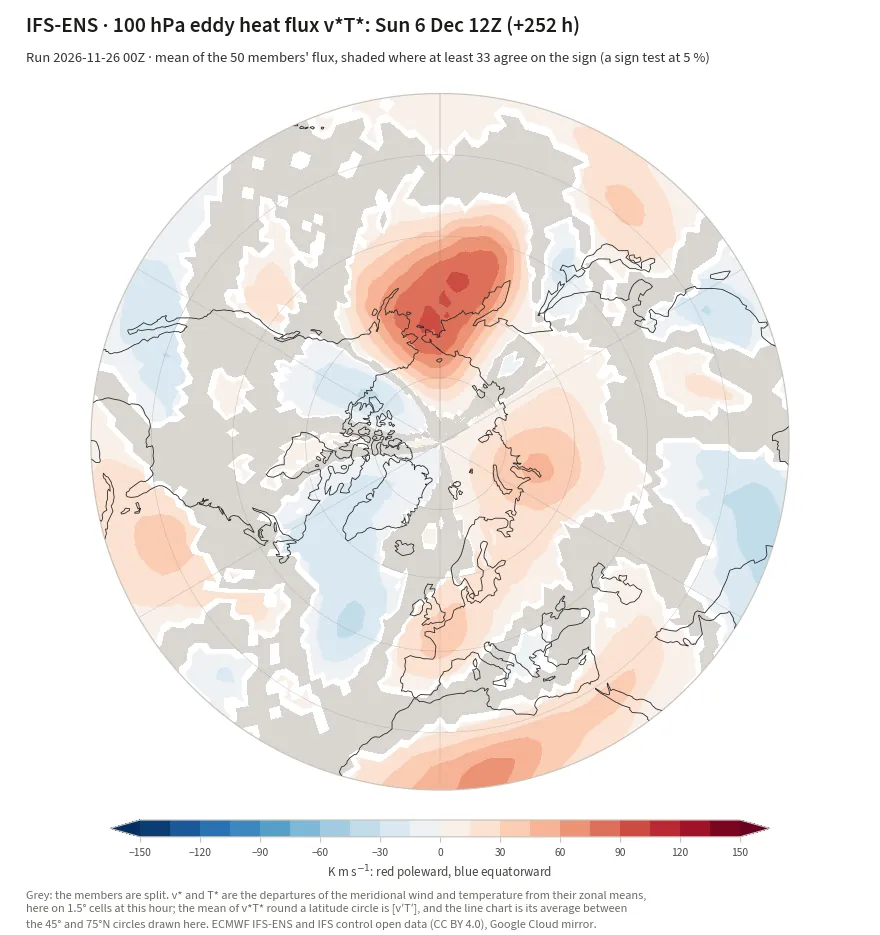 IFS-ENS · 100 hPa eddy heat flux v*T*: Sun 6 Dec 12Z (+252 h)
Run 2026-11-26 00Z · mean of the 50 members' flux, shaded where at least 33 agree on the sign (a sign test at 5 %)
−150 −120 −90 −60 −30 0 30 60 90 120 150
K m s⁻¹: red poleward, blue equatorward
Grey: the members are split. v* and T* are the departures of the meridional wind and temperature from their zonal means,
here on 1.5° cells at this hour; the mean of v*T* round a latitude circle is [v'T'], and the line chart is its average between
the 45° and 75°N circles drawn here. ECMWF IFS-ENS and IFS control open data (CC BY 4.0), Google Cloud mirror.